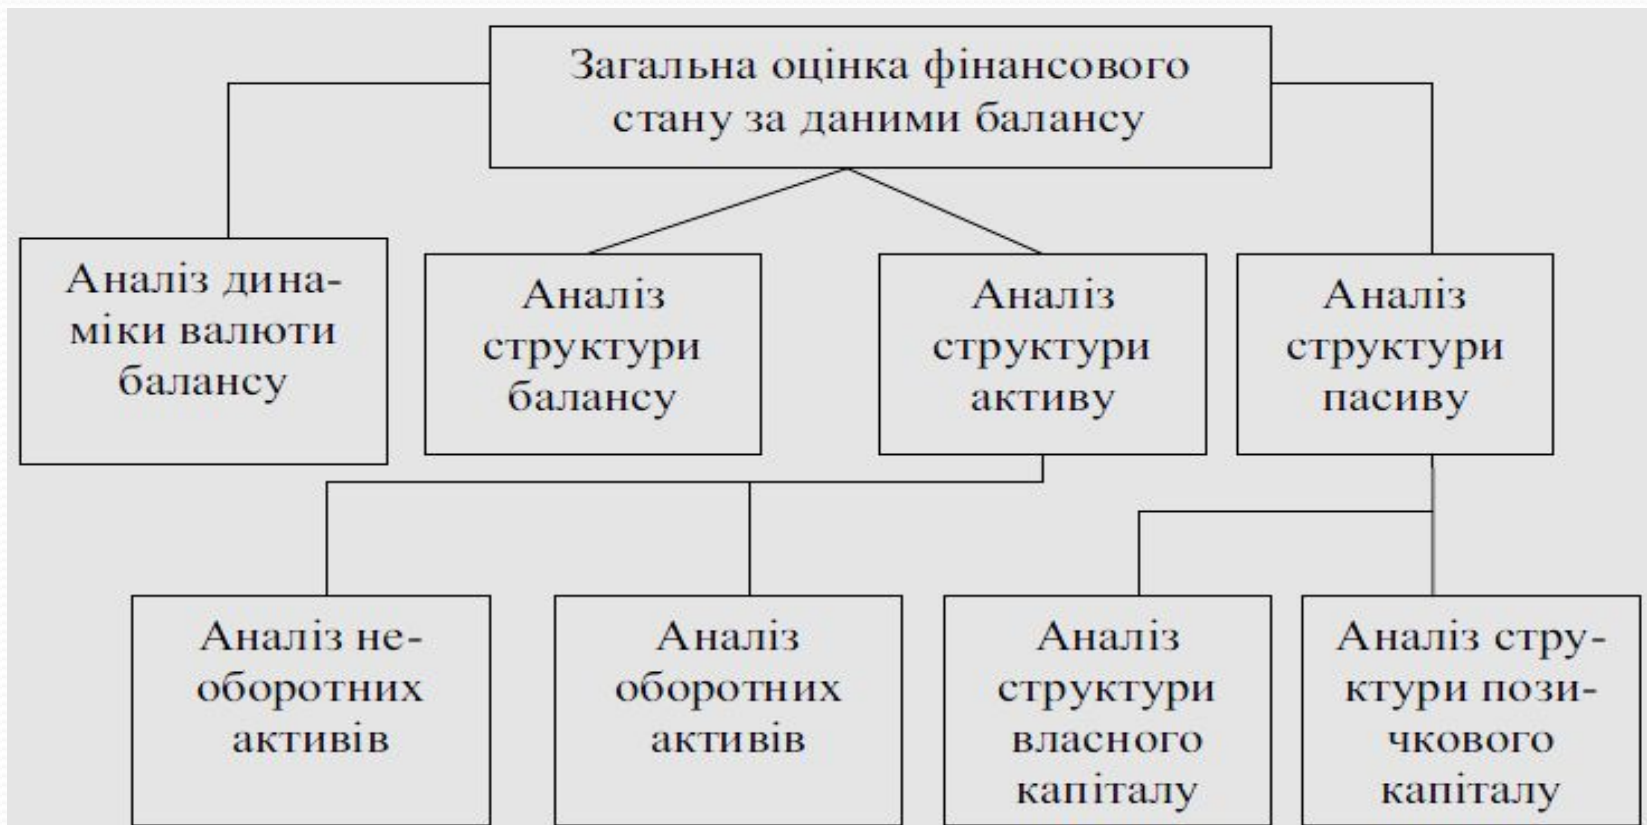 Загальна оцінка фінансового
стану за даними балансу
Аналіз дина-
міки валюти
балансу
Аналіз
структури
балансу
Аналіз
структури
активу
Аналіз
структури
пасиву
Аналіз не-
оборотних
активів
Аналіз
оборотних
активів
Аналіз
структури
власного
капіталу
Аналіз стру-
ктури пози-
чкового
капіталу